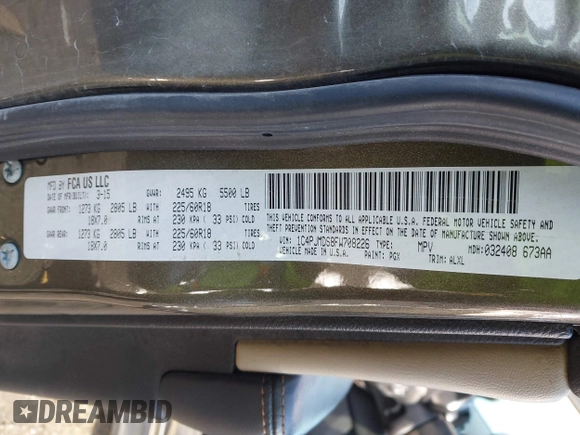 MFD BY FCA US LLC
DATE OF MFR(BUILT): 3-15 GVWR: 2495 KG 5500 LB
GAWR FRONT: 1273 KG 2805 LB WITH 225/60R18 TIRES
18X7.0 RIMS AT 230 KPA ( 33 PSI) COLD
GAWR REAR: 1273 KG 2805 LB WITH 225/60R18 TIRES
18X7.0 RIMS AT 230 KPA ( 33 PSI) COLD
THIS VEHICLE CONFORMS TO ALL APPLICABLE U.S.A. FEDERAL MOTOR VEHICLE SAFETY, BUMPER, AND
THEFT PREVENTION STANDARDS IN EFFECT ON THE DATE OF MANUFACTURE SHOWN ABOVE.
VIN: 1C4PJMDS8FW708226 TYPE: MPV MDH: 032408 673AA
VEHICLE MADE IN U.S.A. PAINT: PGX TRIM: ALXL
DREAMBID